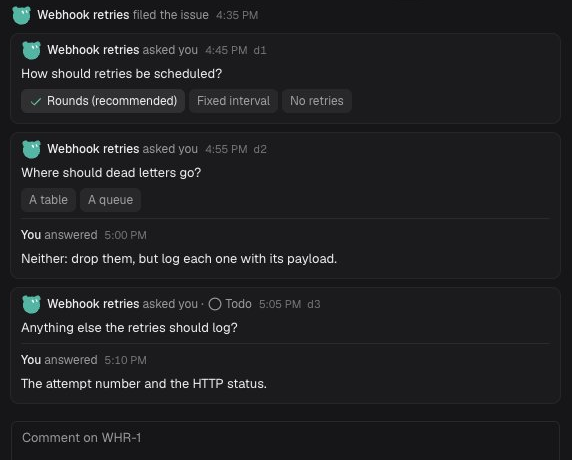 Webhook retries filed the issue 4:35 PM
Webhook retries asked you 4:45 PM d1
How should retries be scheduled?
Rounds (recommended) Fixed interval No retries
Webhook retries asked you 4:55 PM d2
Where should dead letters go?
A table A queue
You answered 5:00 PM
Neither: drop them, but log each one with its payload.
Webhook retries asked you · Todo 5:05 PM d3
Anything else the retries should log?
You answered 5:10 PM
The attempt number and the HTTP status.
Comment on WHR-1